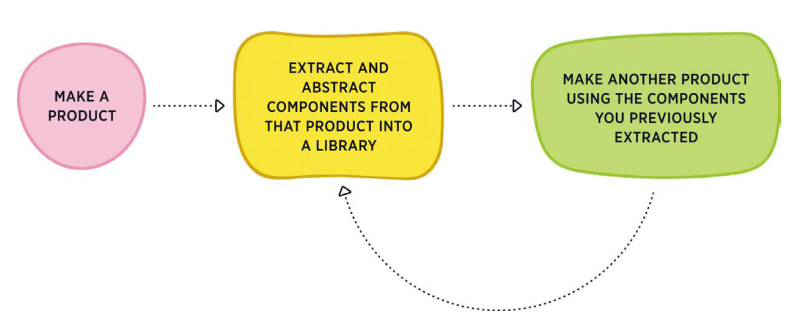 MAKE A
PRODUCT
EXTRACT AND
ABSTRACT
COMPONENTS FROM
THAT PRODUCT INTO
A LIBRARY
MAKE ANOTHER PRODUCT
USING THE COMPONENTS
YOU PREVIOUSLY
EXTRACTED